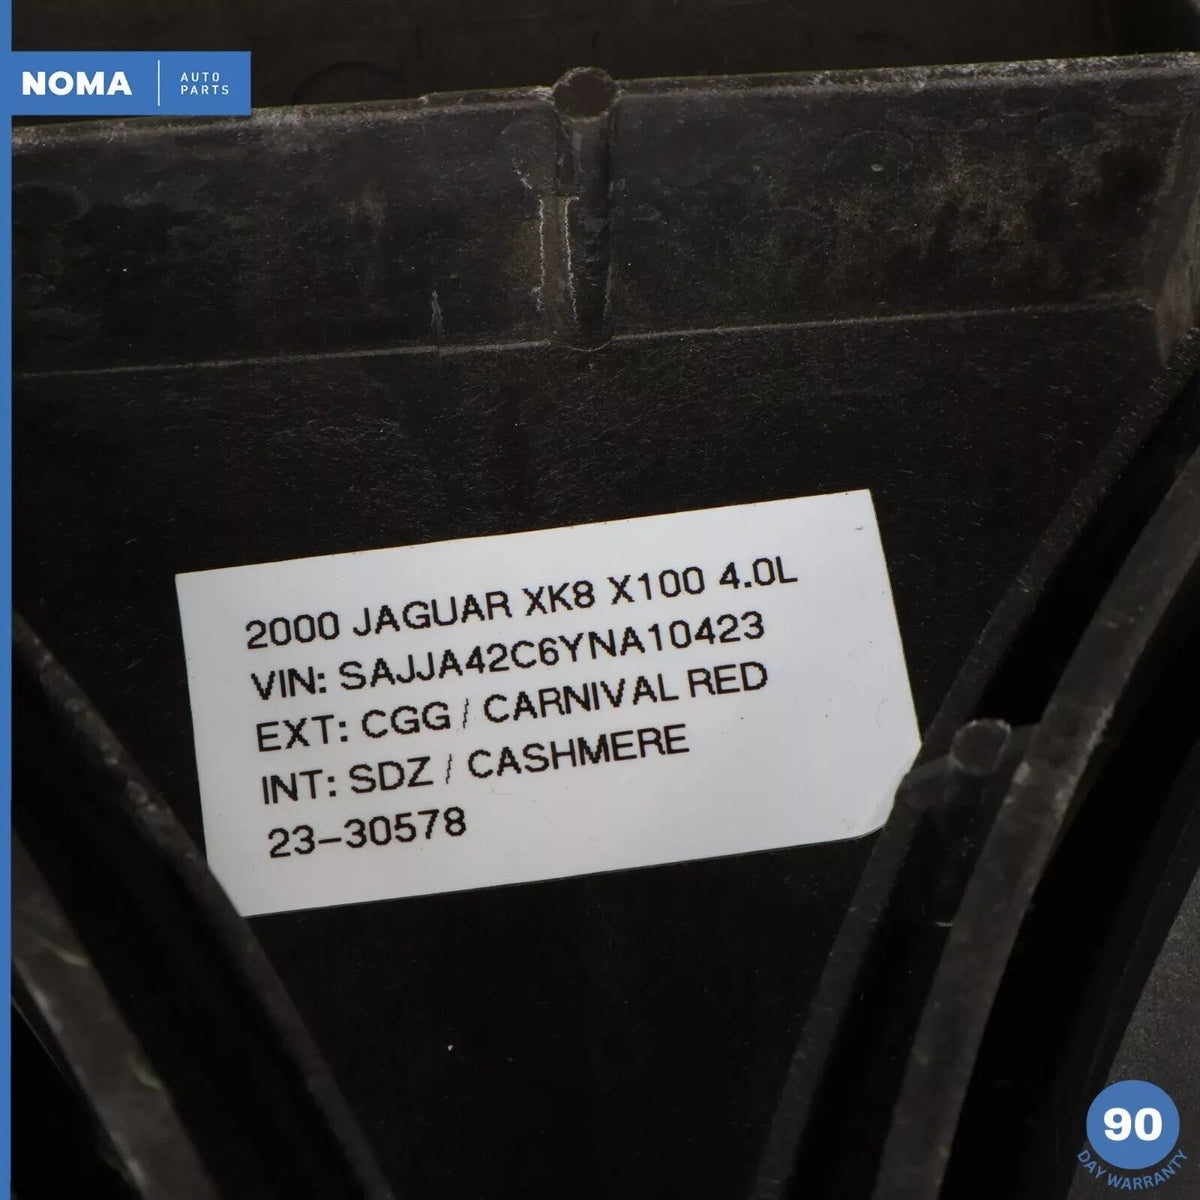 NOMA
AUTO
PARTS
2000 JAGUAR XK8 X100 4.0L
VIN: SAJJA42C6YNA10423
EXT: CGG / CARNIVAL RED
INT: SDZ / CASHMERE
23-30578
90
DAY WARRANTY